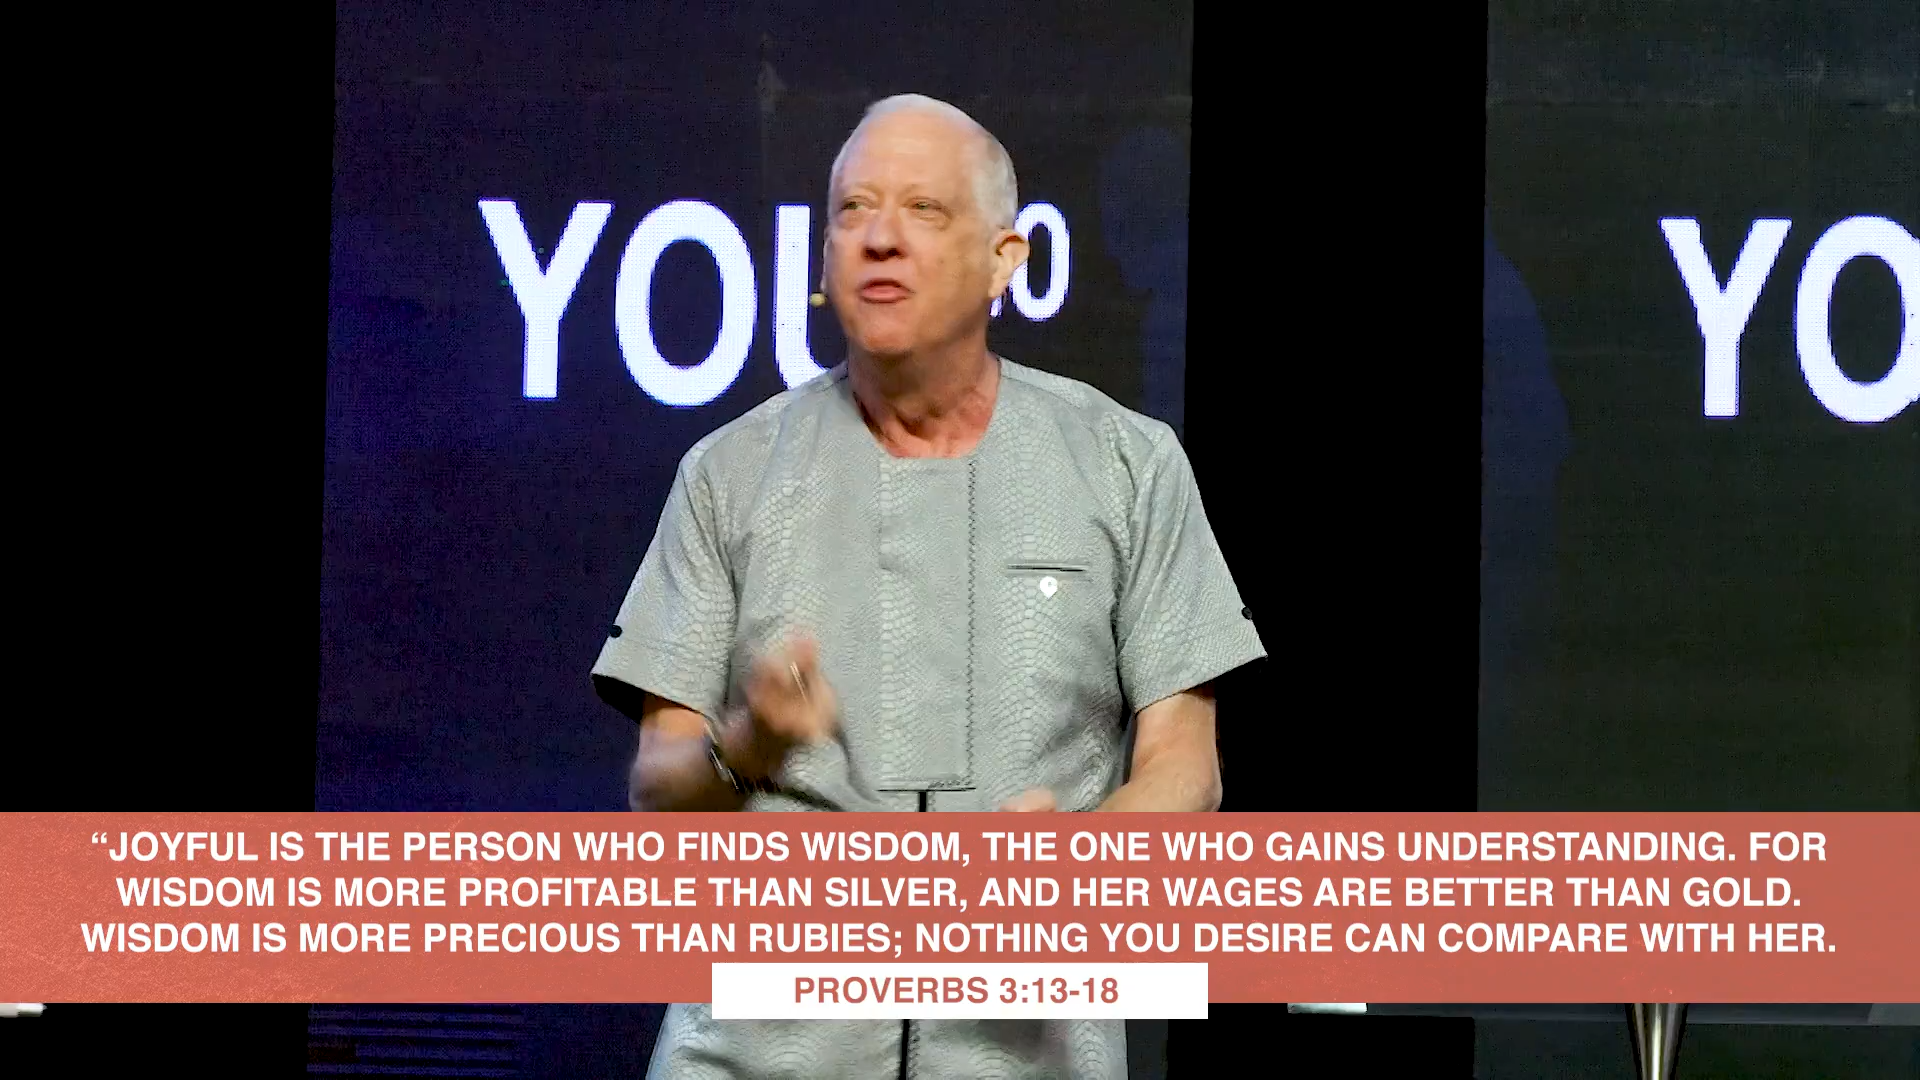 YOU
.0
YO
“JOYFUL IS THE PERSON WHO FINDS WISDOM, THE ONE WHO GAINS UNDERSTANDING. FOR
WISDOM IS MORE PROFITABLE THAN SILVER, AND HER WAGES ARE BETTER THAN GOLD.
WISDOM IS MORE PRECIOUS THAN RUBIES; NOTHING YOU DESIRE CAN COMPARE WITH HER.
PROVERBS 3:13-18